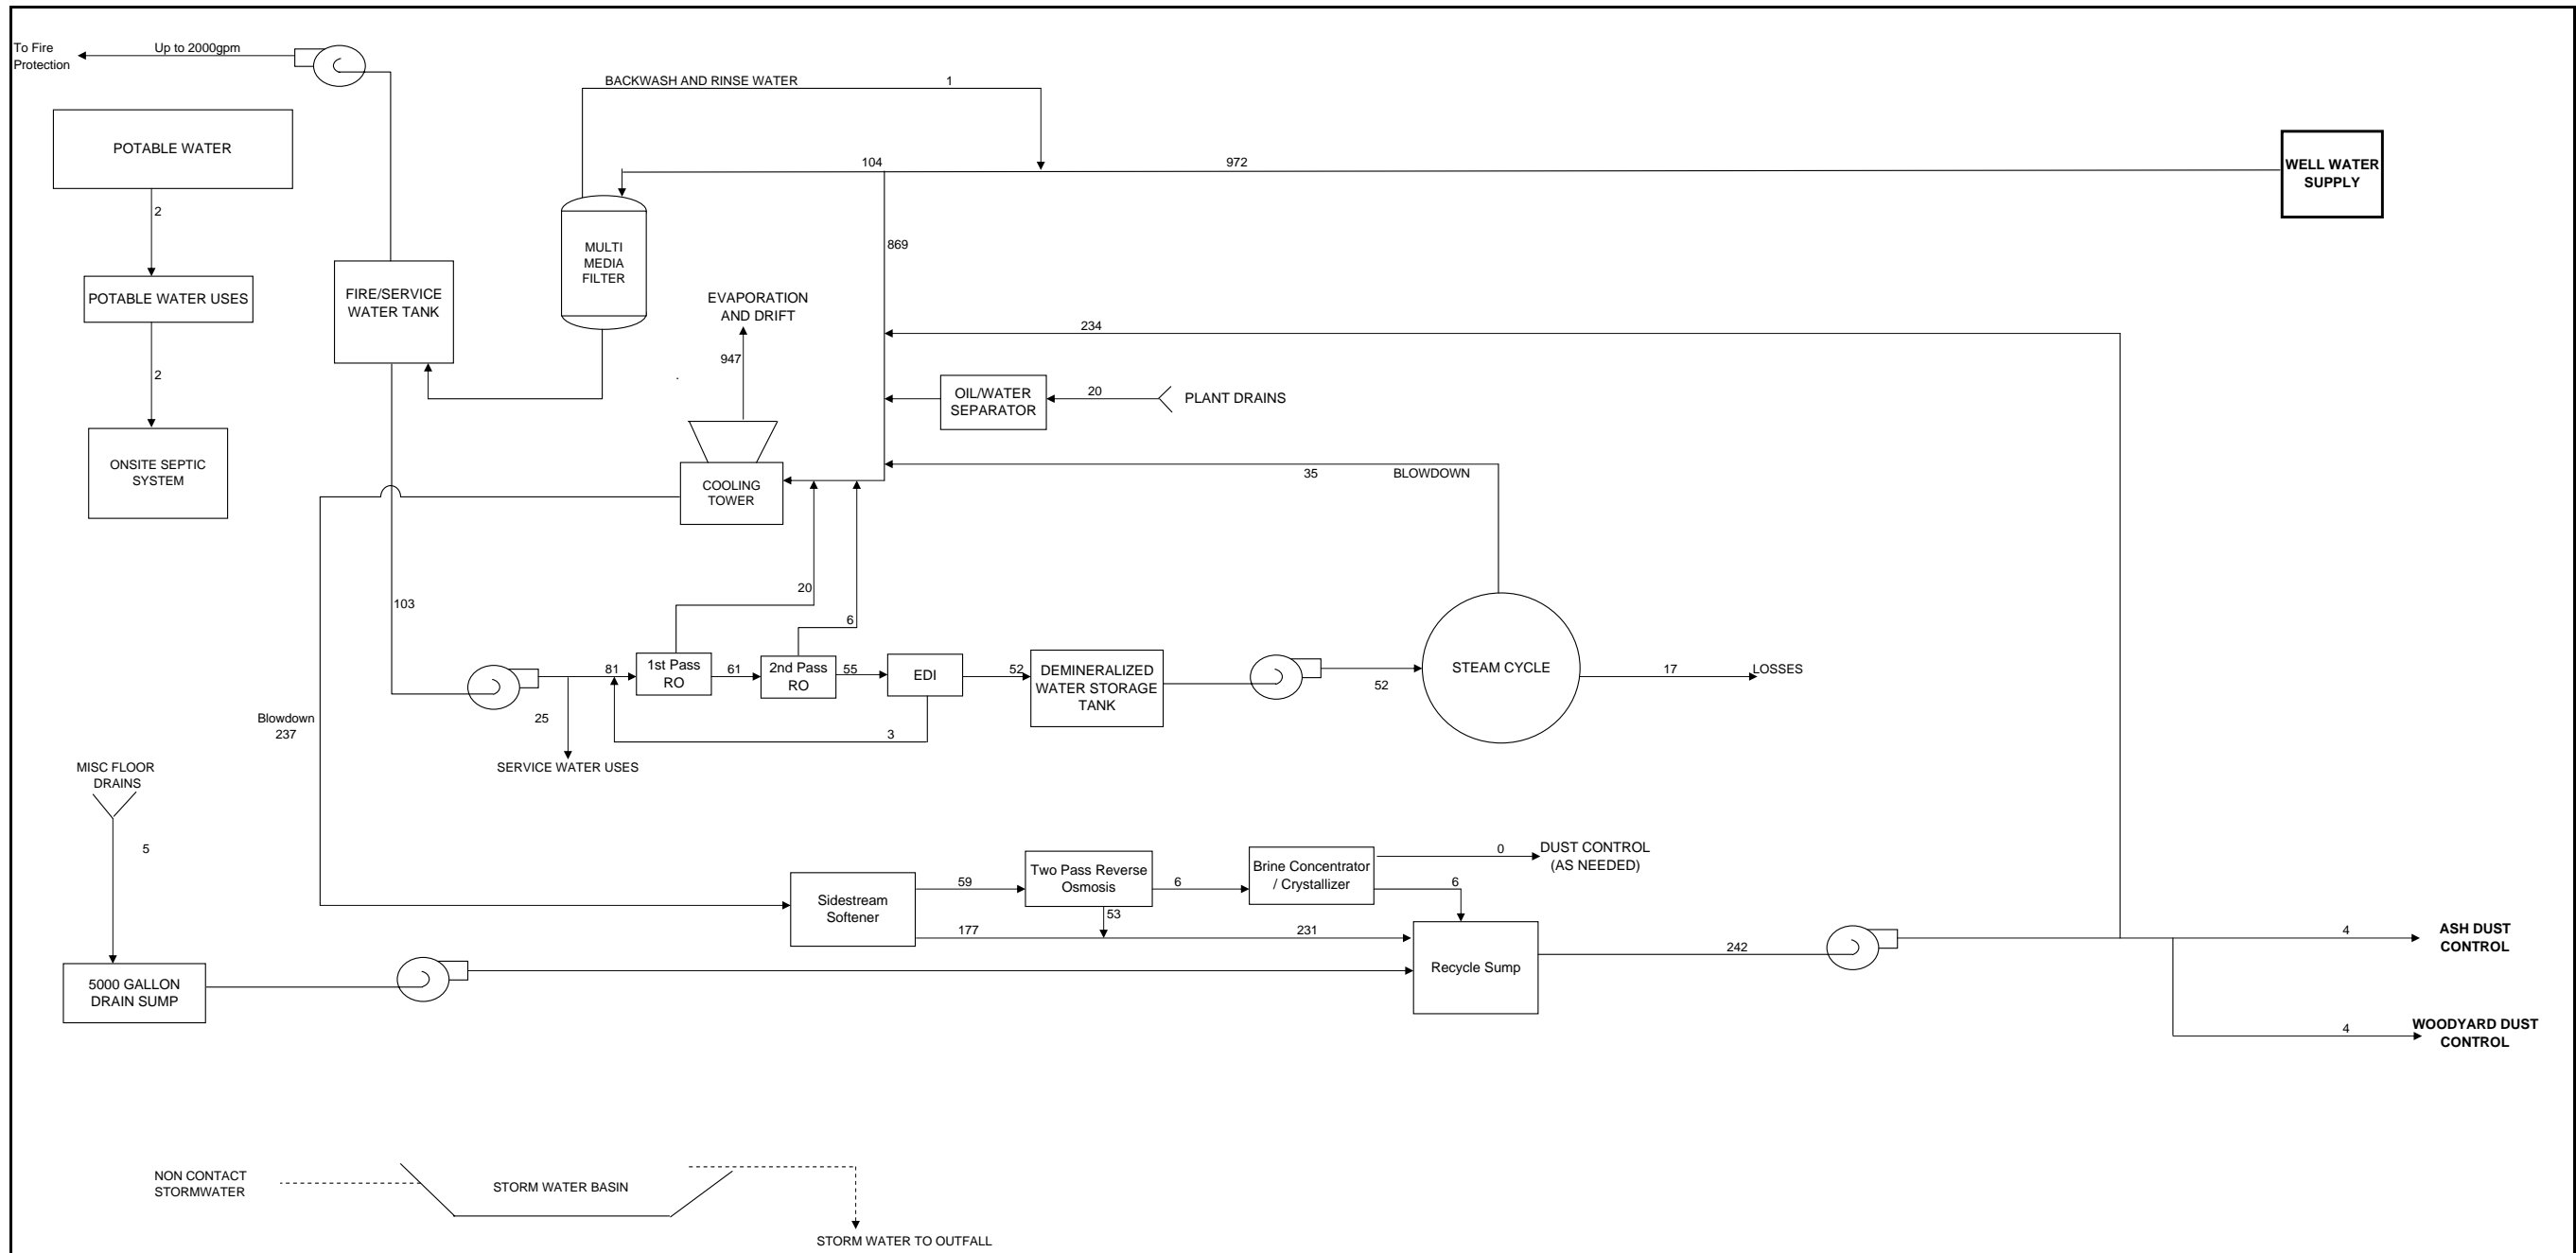 To Fire
Protection
Up to 2000gpm
BACKWASH AND RINSE WATER
1
POTABLE WATER
104
972
WELL WATER
SUPPLY
2
MULTI
MEDIA
FILTER
869
POTABLE WATER USES
FIRE/SERVICE
WATER TANK
EVAPORATION
AND DRIFT
234
947
2
OIL/WATER
SEPARATOR
20
PLANT DRAINS
ONSITE SEPTIC
SYSTEM
COOLING
TOWER
35
BLOWDOWN
20
103
6
81
1st Pass
RO
61
2nd Pass
RO
55
EDI
52
DEMINERALIZED
WATER STORAGE
TANK
52
STEAM CYCLE
17
LOSSES
Blowdown
237
25
3
SERVICE WATER USES
MISC FLOOR
DRAINS
5
Sidestream
Softener
59
Two Pass Reverse
Osmosis
6
Brine Concentrator
/ Crystallizer
0
DUST CONTROL
(AS NEEDED)
6
53
177
231
Recycle Sump
242
4
ASH DUST
CONTROL
5000 GALLON
DRAIN SUMP
4
WOODYARD DUST
CONTROL
NON CONTACT
STORMWATER
STORM WATER BASIN
STORM WATER TO OUTFALL